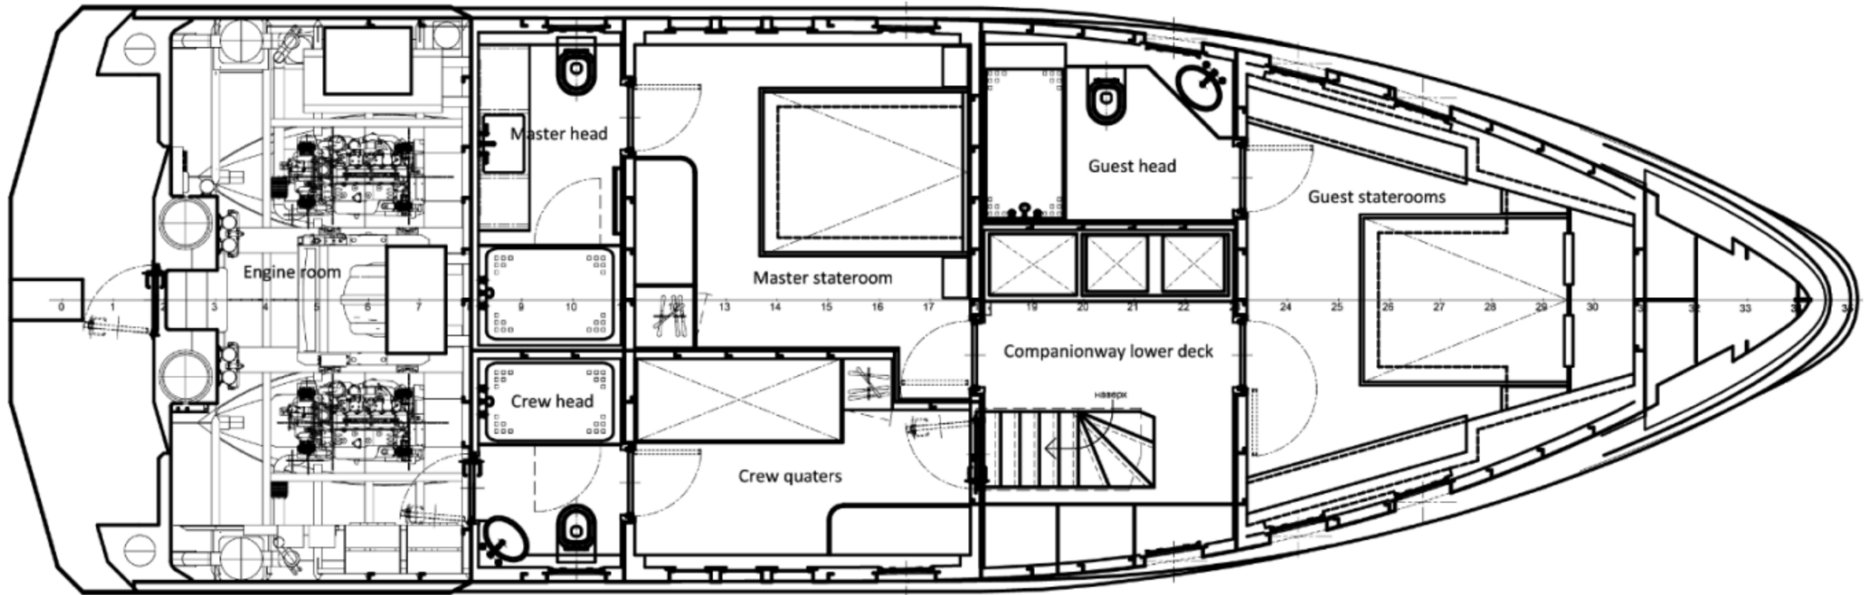 Master head
Guest head
Guest staterooms
Engine room
Master stateroom
0 1 2 3 4 5 6 7 9 10 12 13 14 15 16 17 19 20 21 22 24 25 26 27 28 29 30 32 33
Companionway lower deck
наверх
Crew head
Crew quaters